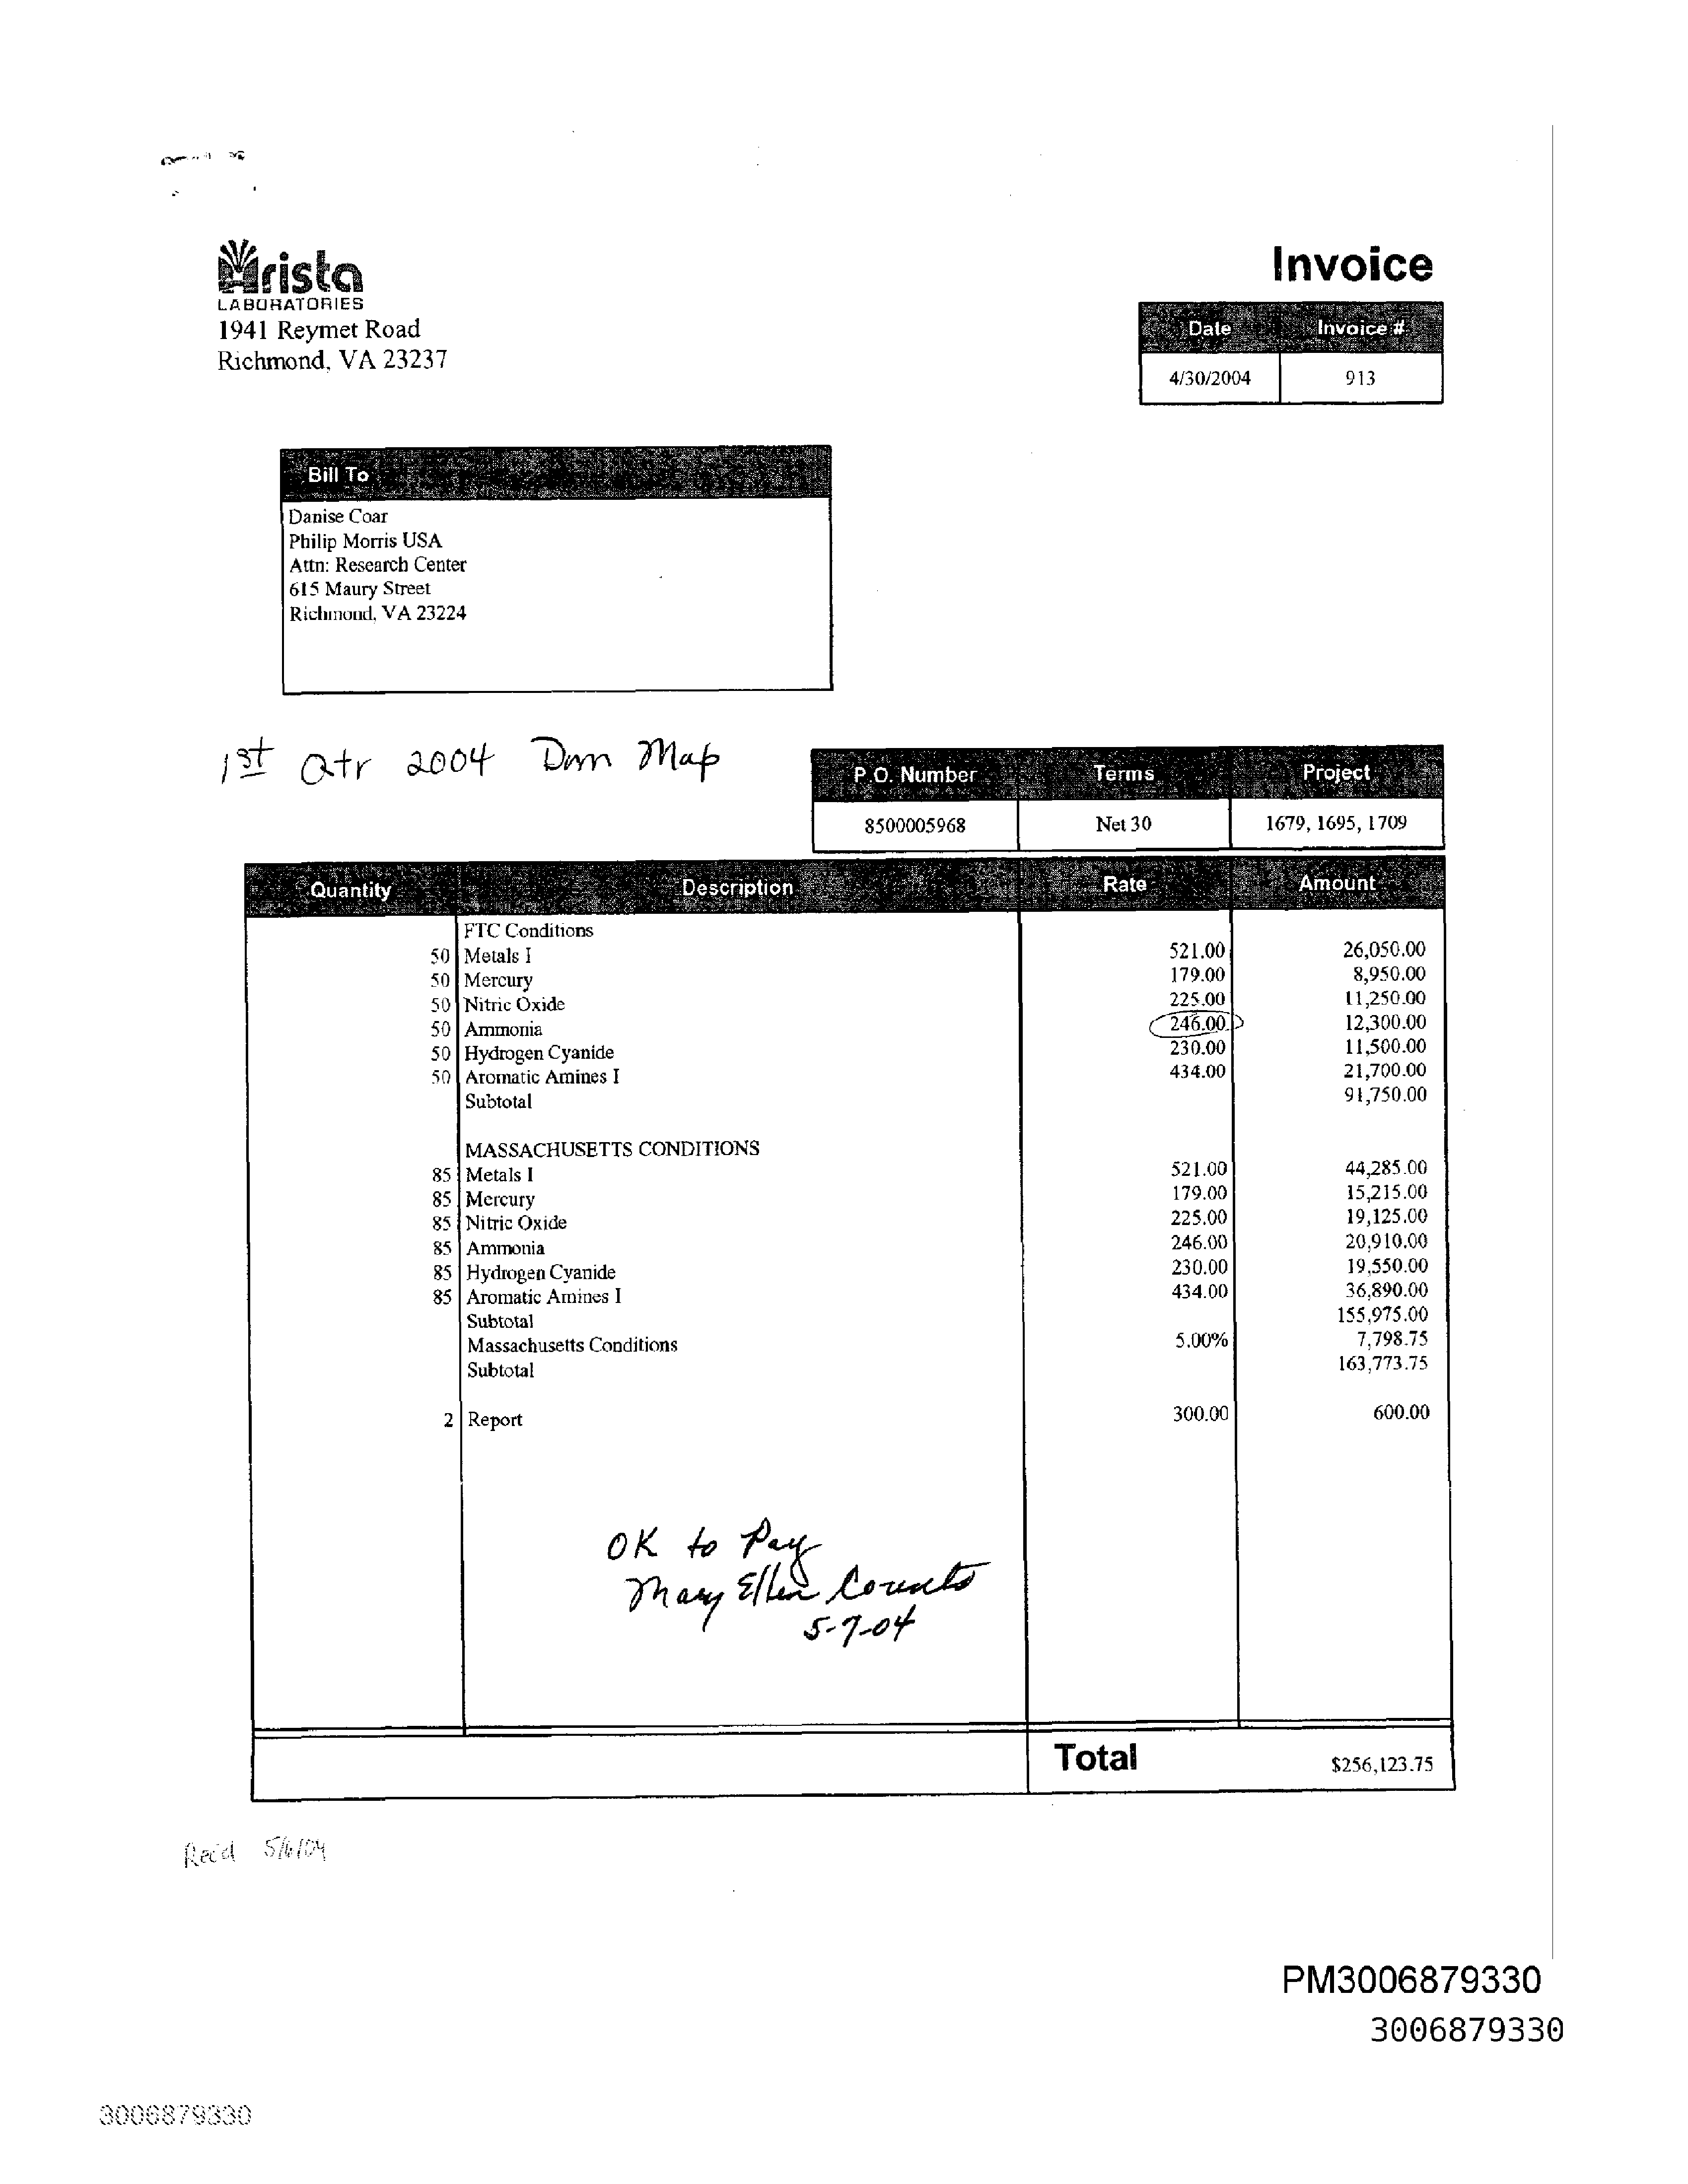 Arista
LABORATORIES
1941 Reymet Road
Richmond, VA 23237
Invoice
Date Invoice #
4/30/2004 913
Bill To
Danise Coar
Philip Morris USA
Attn: Research Center
615 Maury Street
Richmond, VA 23224
1st Qtr 2004 Dom Map
P.O. Number Terms Project
8500005968 Net 30 1679, 1695, 1709
Quantity Description Rate Amount
FTC Conditions
50 Metals I 521.00 26,050.00
50 Mercury 179.00 8,950.00
50 Nitric Oxide 225.00 11,250.00
50 Ammonia 246.00 12,300.00
50 Hydrogen Cyanide 230.00 11,500.00
50 Aromatic Amines I 434.00 21,700.00
Subtotal 91,750.00
MASSACHUSETTS CONDITIONS
85 Metals I 521.00 44,285.00
85 Mercury 179.00 15,215.00
85 Nitric Oxide 225.00 19,125.00
85 Ammonia 246.00 20,910.00
85 Hydrogen Cyanide 230.00 19,550.00
85 Aromatic Amines I 434.00 36,890.00
Subtotal 155,975.00
Massachusetts Conditions 5.00% 7,798.75
Subtotal 163,773.75
2 Report 300.00 600.00
OK to Pay
Mary Ellen Counts
5-7-04
Total $256,123.75
Rec'd 5/6/04
PM3006879330
3006879330
3006879330